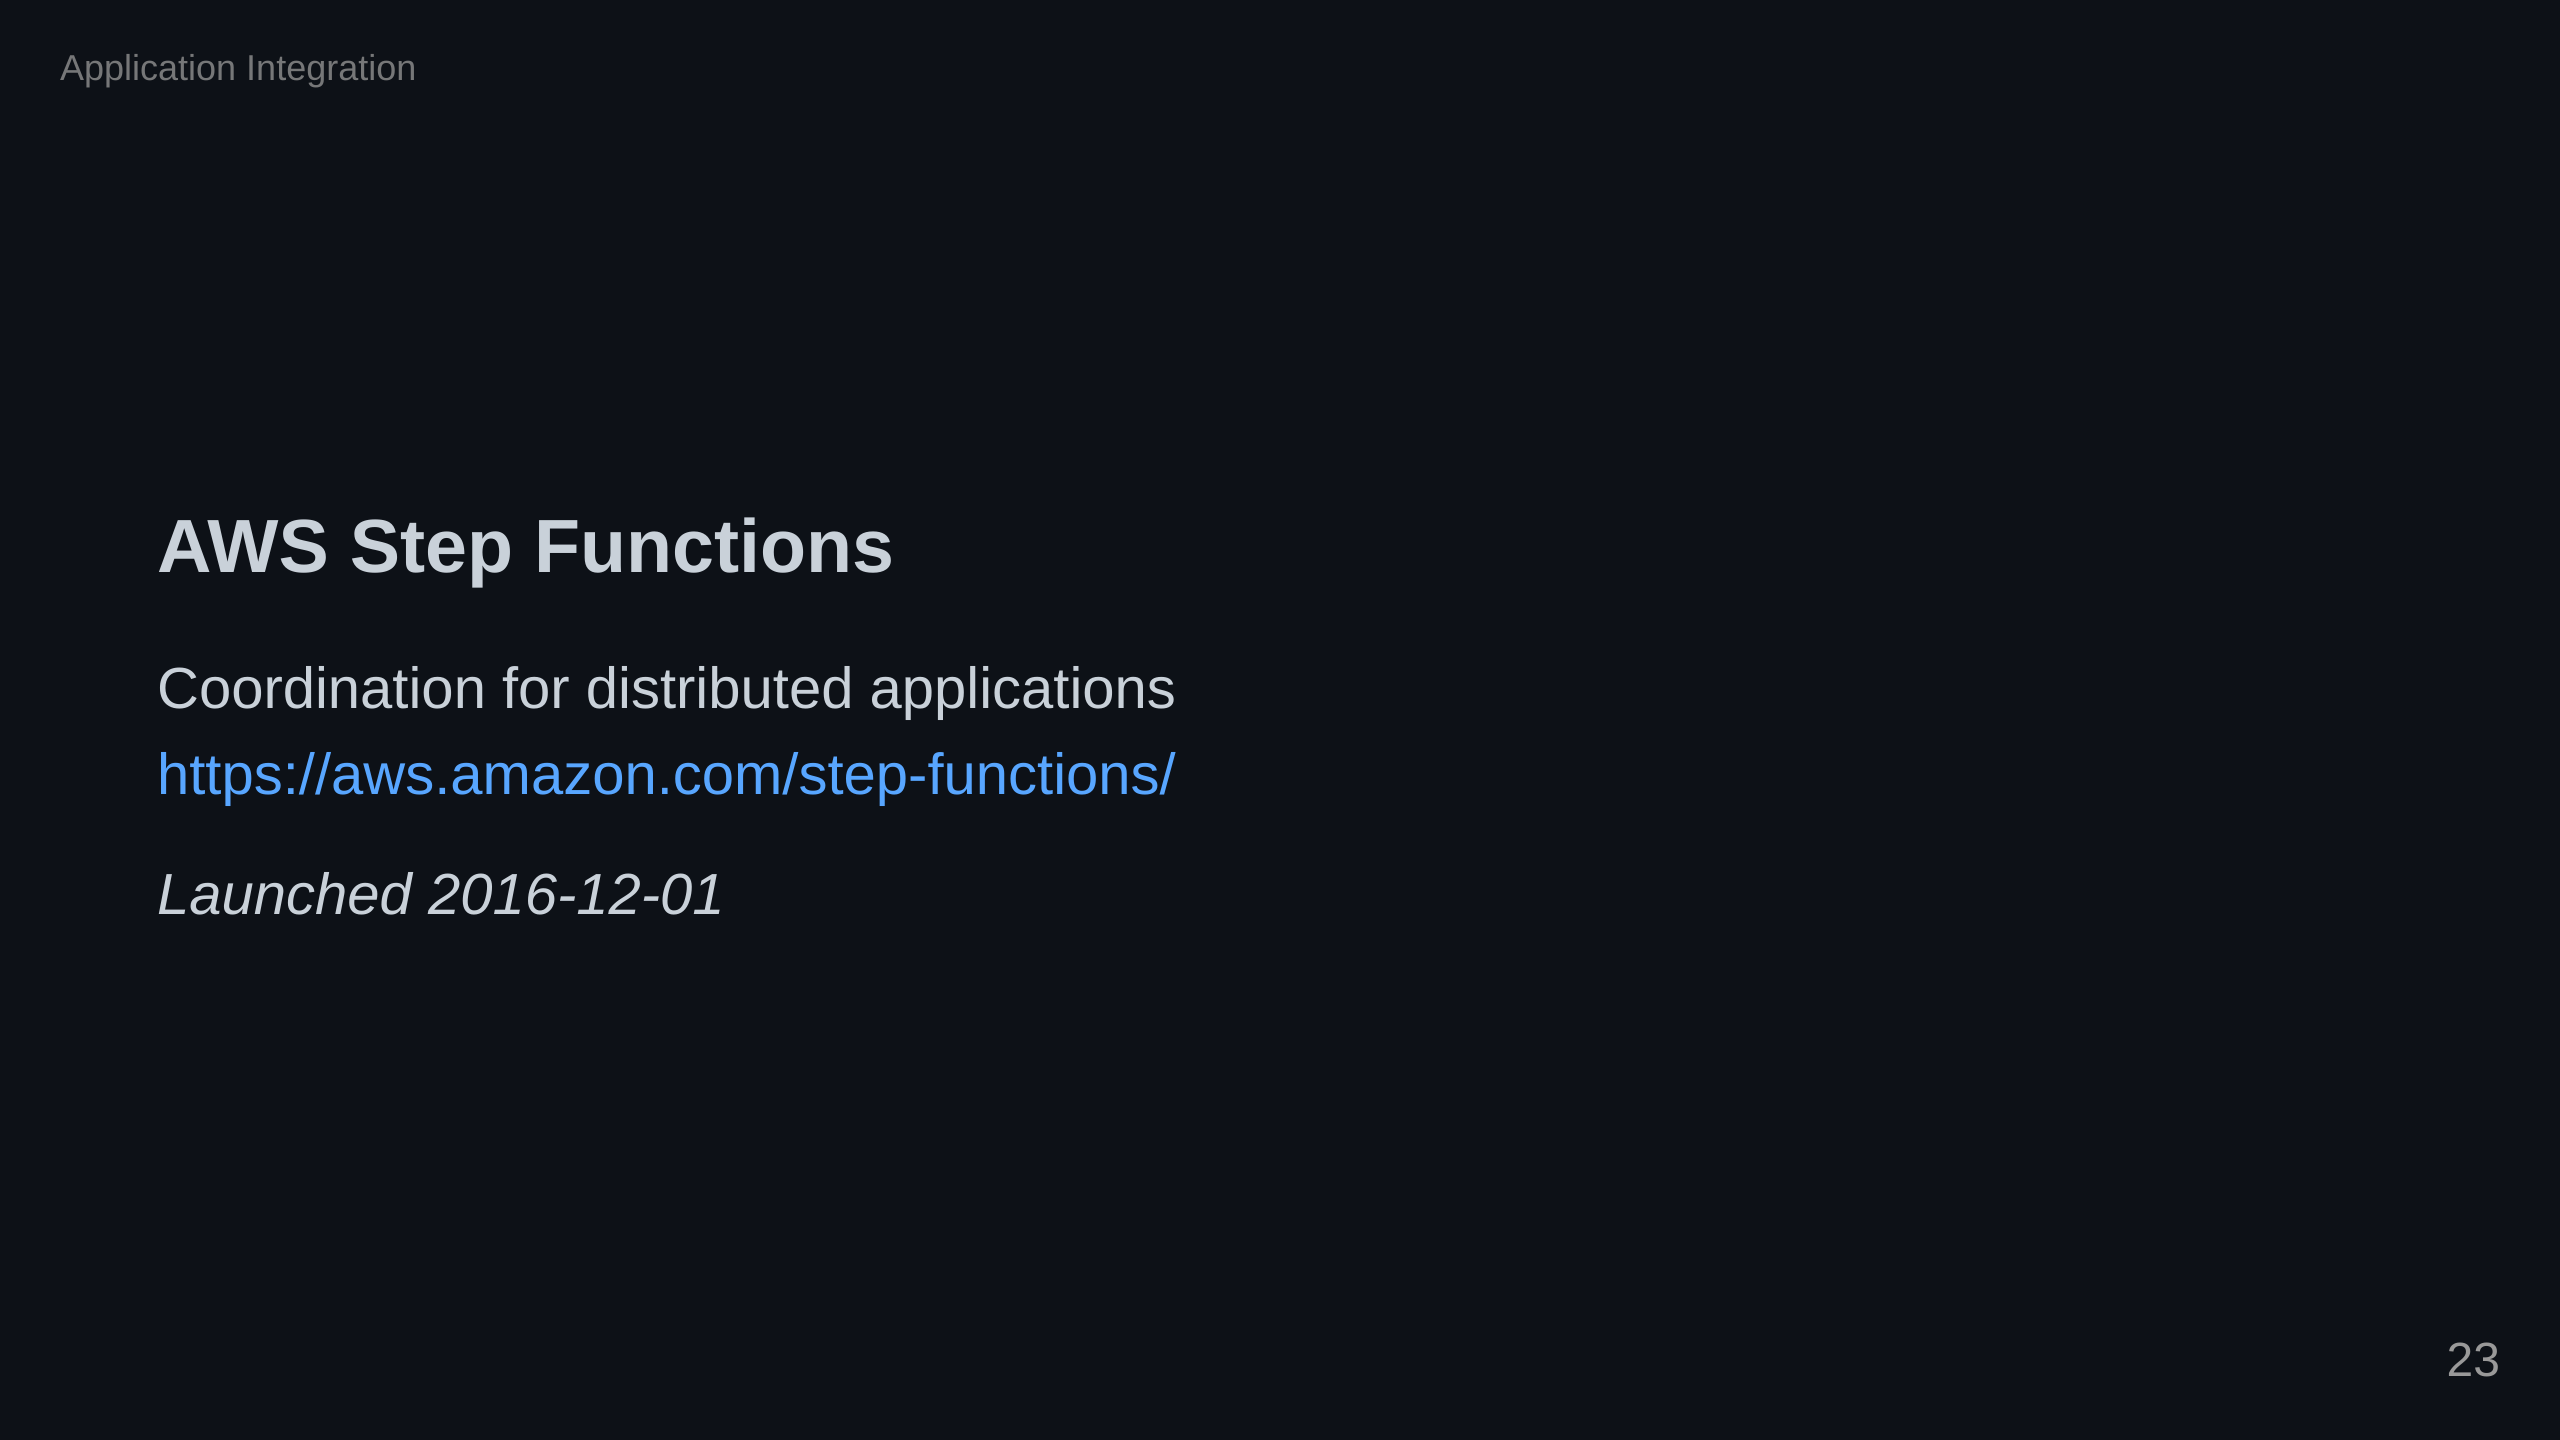 Application Integration
AWS Step Functions
Coordination for distributed applications
https://aws.amazon.com/step-functions/
Launched 2016-12-01
23